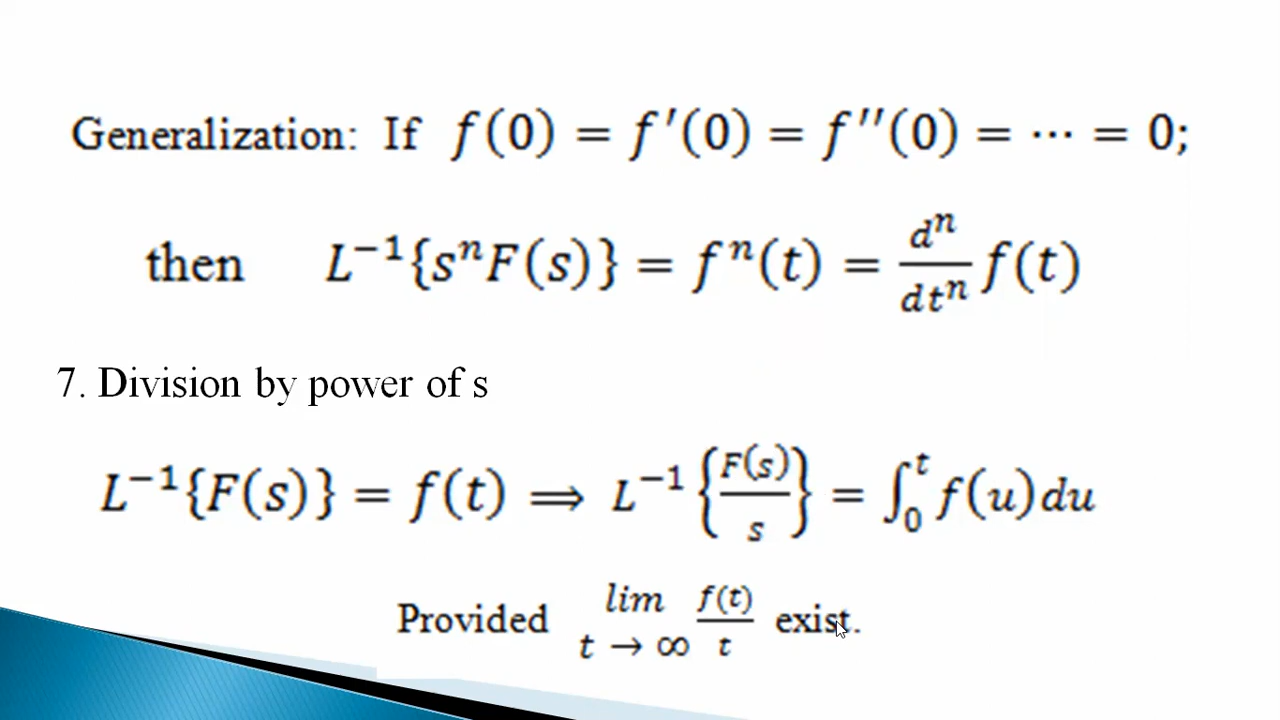 Generalization: If f(0) = f′(0) = f″(0) = ⋯ = 0;
then L⁻¹{sⁿF(s)} = fⁿ(t) = dⁿ/dtⁿ f(t)
7. Division by power of s
L⁻¹{F(s)} = f(t) ⟹ L⁻¹{F(s)/s} = ∫₀ᵗ f(u)du
Provided lim t→∞ f(t)/t exist.